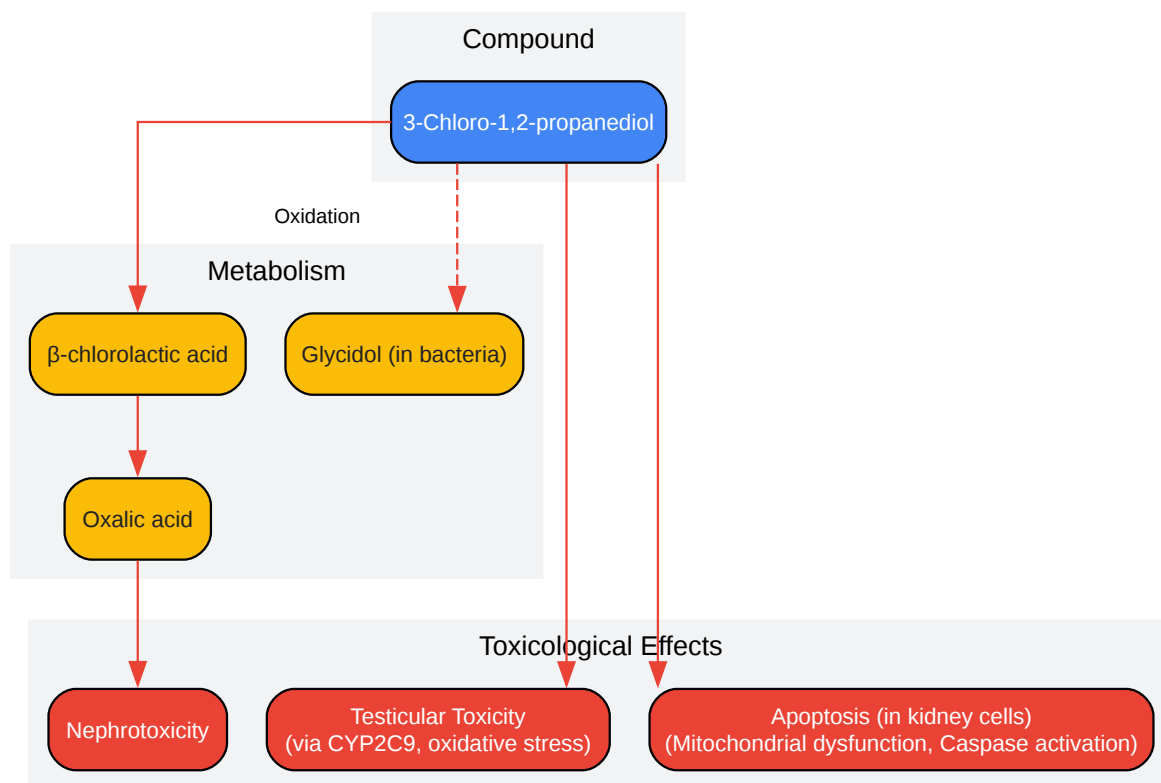 Compound
3-Chloro-1,2-propanediol
Oxidation
Metabolism
β-chlorolactic acid
Glycidol (in bacteria)
Oxalic acid
Toxicological Effects
Nephrotoxicity
Testicular Toxicity
(via CYP2C9, oxidative stress)
Apoptosis (in kidney cells)
(Mitochondrial dysfunction, Caspase activation)